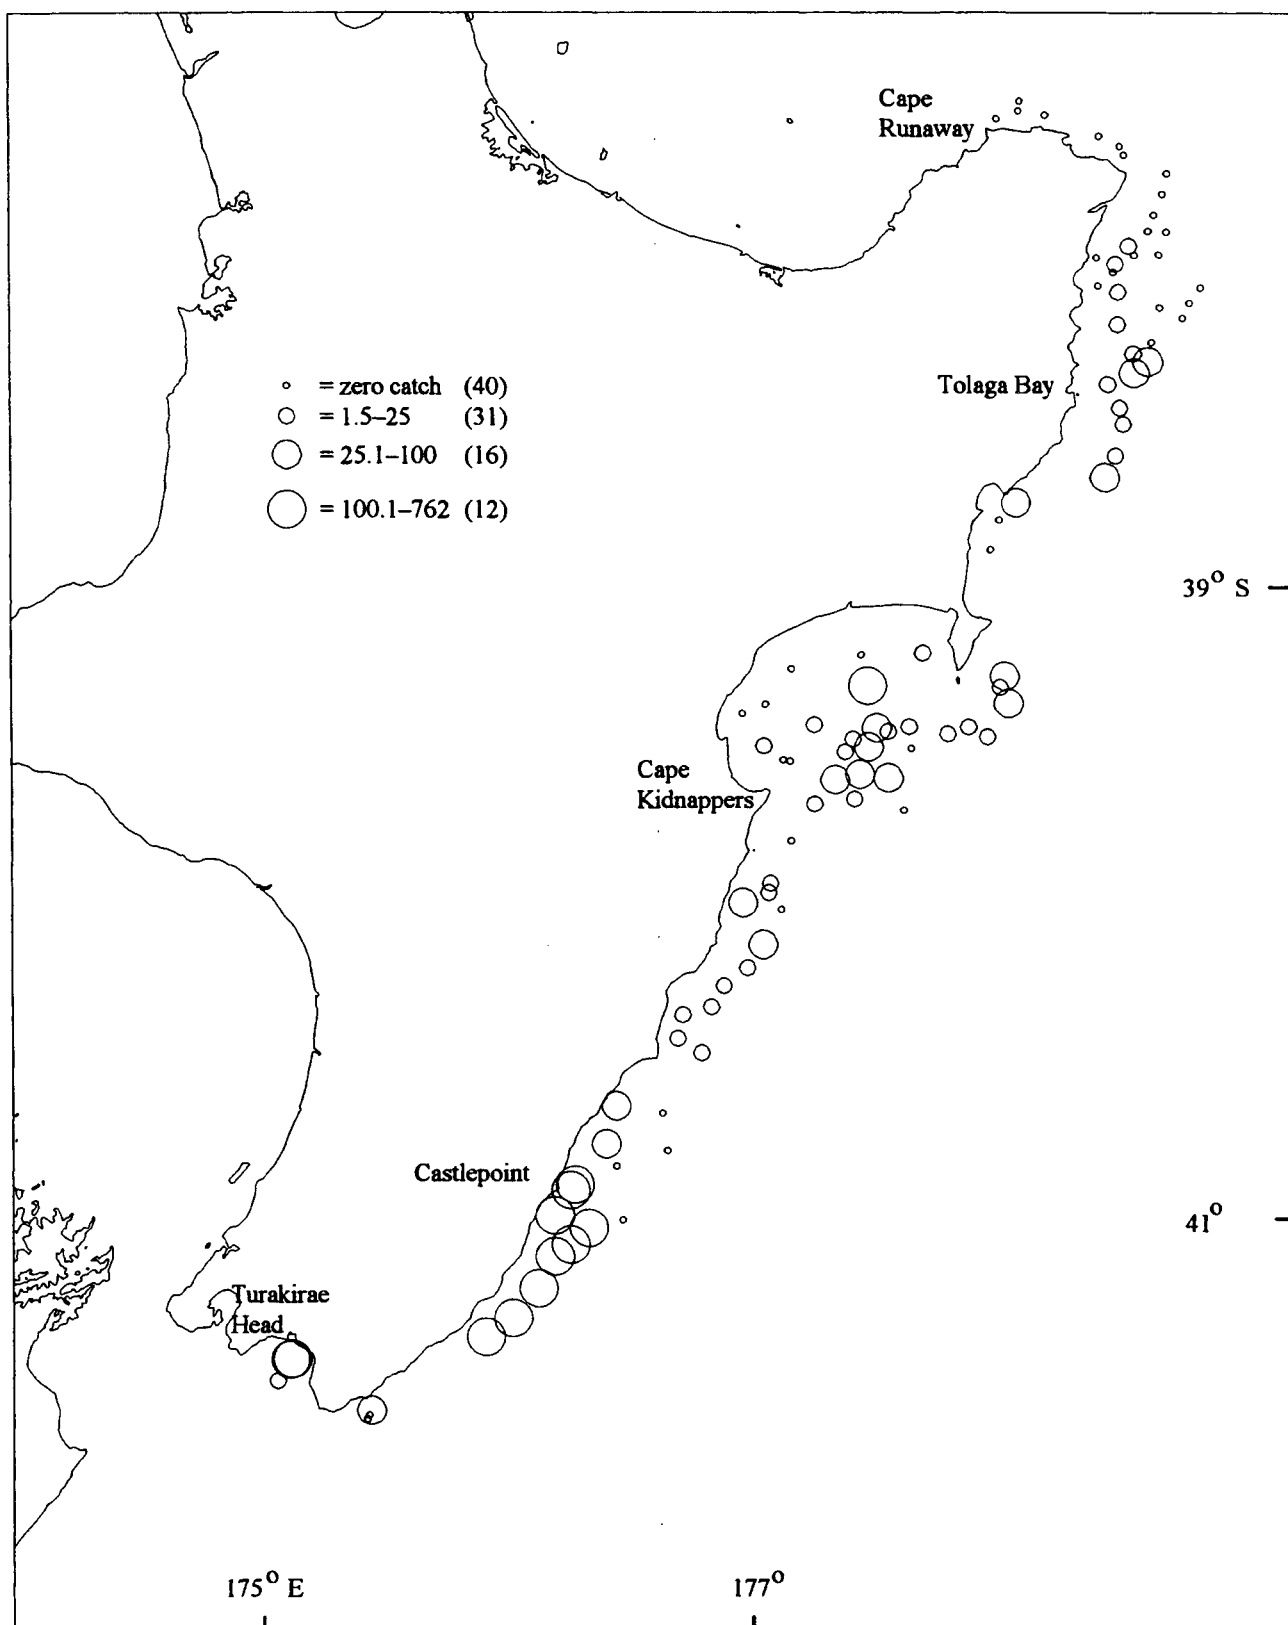 Cape
Runaway
= zero catch (40)
= 1.5–25 (31)
= 25.1–100 (16)
= 100.1–762 (12)
Tolaga Bay
39° S
Cape
Kidnappers
Castlepoint
41°
Turakirae
Head
175° E
177°